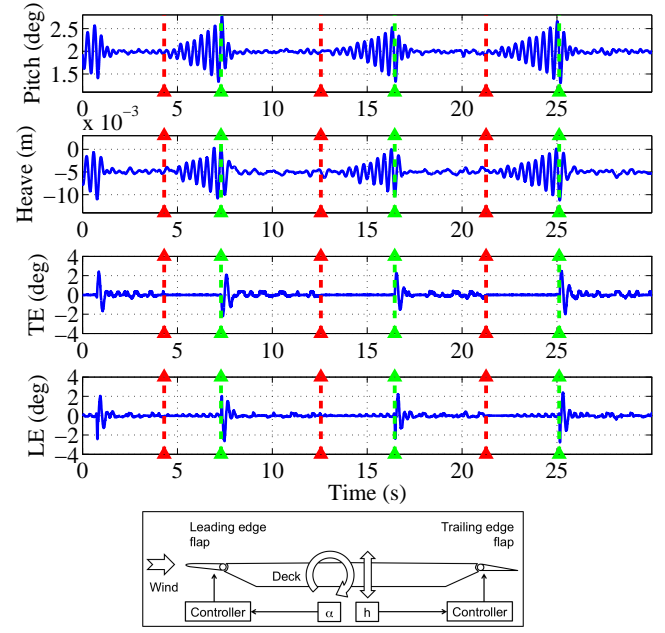 Pitch (deg)
2.5
2
1.5
0
5
10
15
20
25
x 10^-3
Heave (m)
0
−5
−10
0
5
10
15
20
25
TE (deg)
4
2
0
−2
−4
0
5
10
15
20
25
LE (deg)
4
2
0
−2
−4
0
5
10
15
20
25
Time (s)
Leading edge
flap
Trailing edge
flap
Wind
Deck
Controller
α
h
Controller